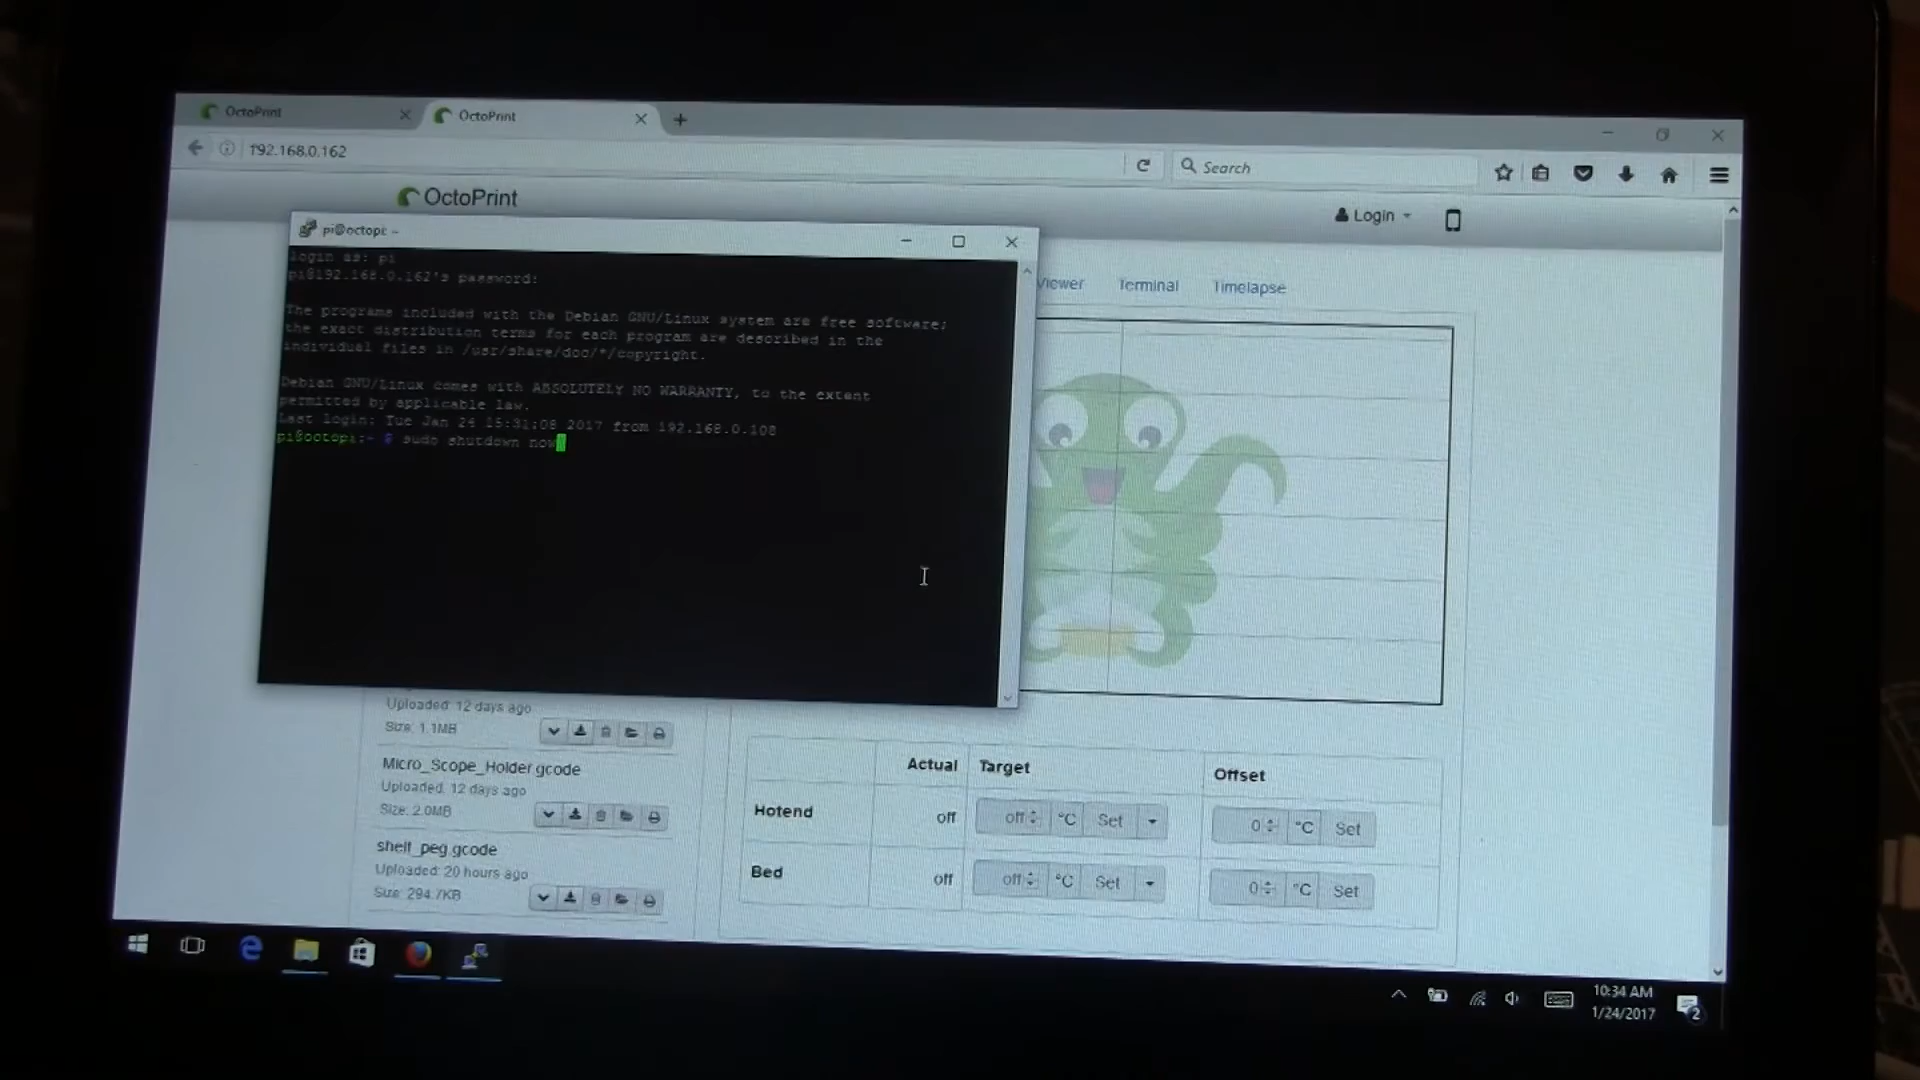 OctoPrint
OctoPrint
192.168.0.162
Search
OctoPrint
Login
pi@octopi: ~
login as: pi
pi@192.168.0.162's password:
The programs included with the Debian GNU/Linux system are free software;
the exact distribution terms for each program are described in the
individual files in /usr/share/doc/*/copyright.
Debian GNU/Linux comes with ABSOLUTELY NO WARRANTY, to the extent
permitted by applicable law.
Last login: Tue Jan 24 15:31:08 2017 from 192.168.0.108
pi@octopi:~ $ sudo shutdown now
Viewer Terminal Timelapse
Uploaded: 12 days ago
Size: 1.1MB
Micro_Scope_Holder.gcode
Uploaded: 12 days ago
Size: 2.0MB
shelf_peg.gcode
Uploaded: 20 hours ago
Size: 294.7KB
Actual Target Offset
Hotend off off °C Set 0 °C Set
Bed off off °C Set 0 °C Set
10:34 AM
1/24/2017
2